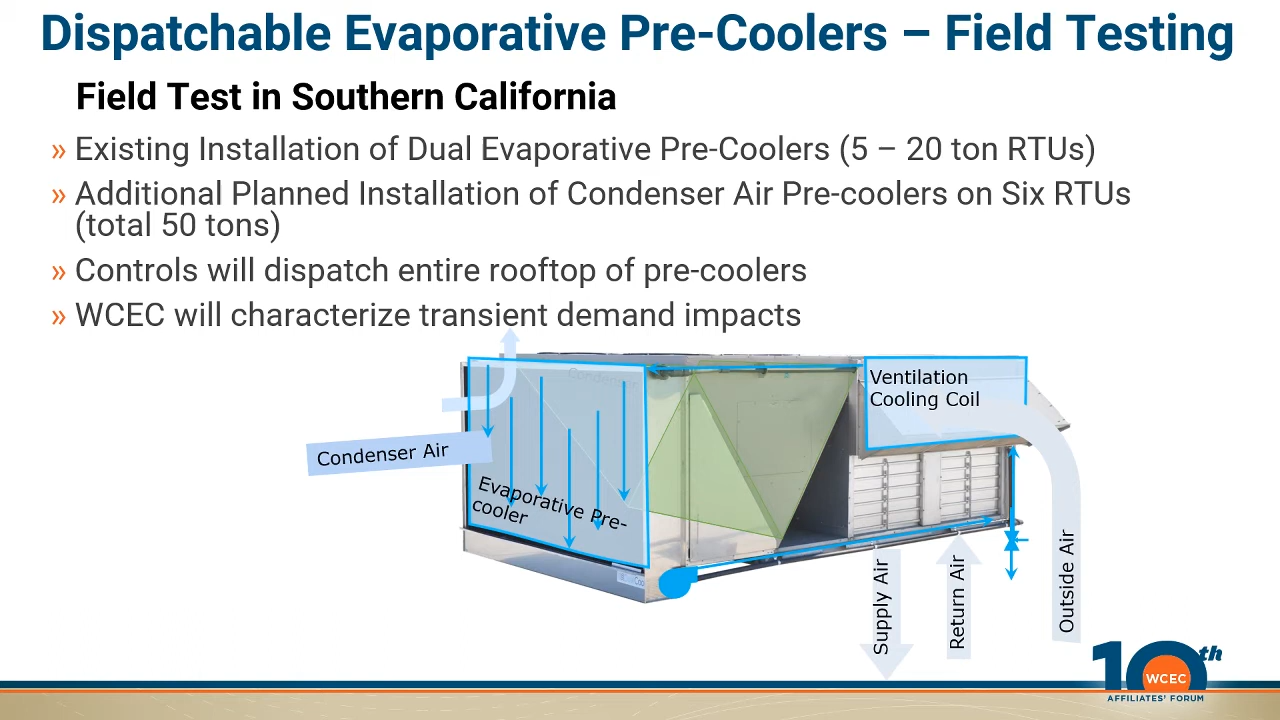 Dispatchable Evaporative Pre-Coolers – Field Testing
Field Test in Southern California
» Existing Installation of Dual Evaporative Pre-Coolers (5 – 20 ton RTUs)
» Additional Planned Installation of Condenser Air Pre-coolers on Six RTUs
(total 50 tons)
» Controls will dispatch entire rooftop of pre-coolers
» WCEC will characterize transient demand impacts
Condenser
Ventilation
Cooling Coil
Condenser Air
Evaporative Pre-
cooler
Supply Air
Return Air
Outside Air
10th
WCEC
AFFILIATES' FORUM